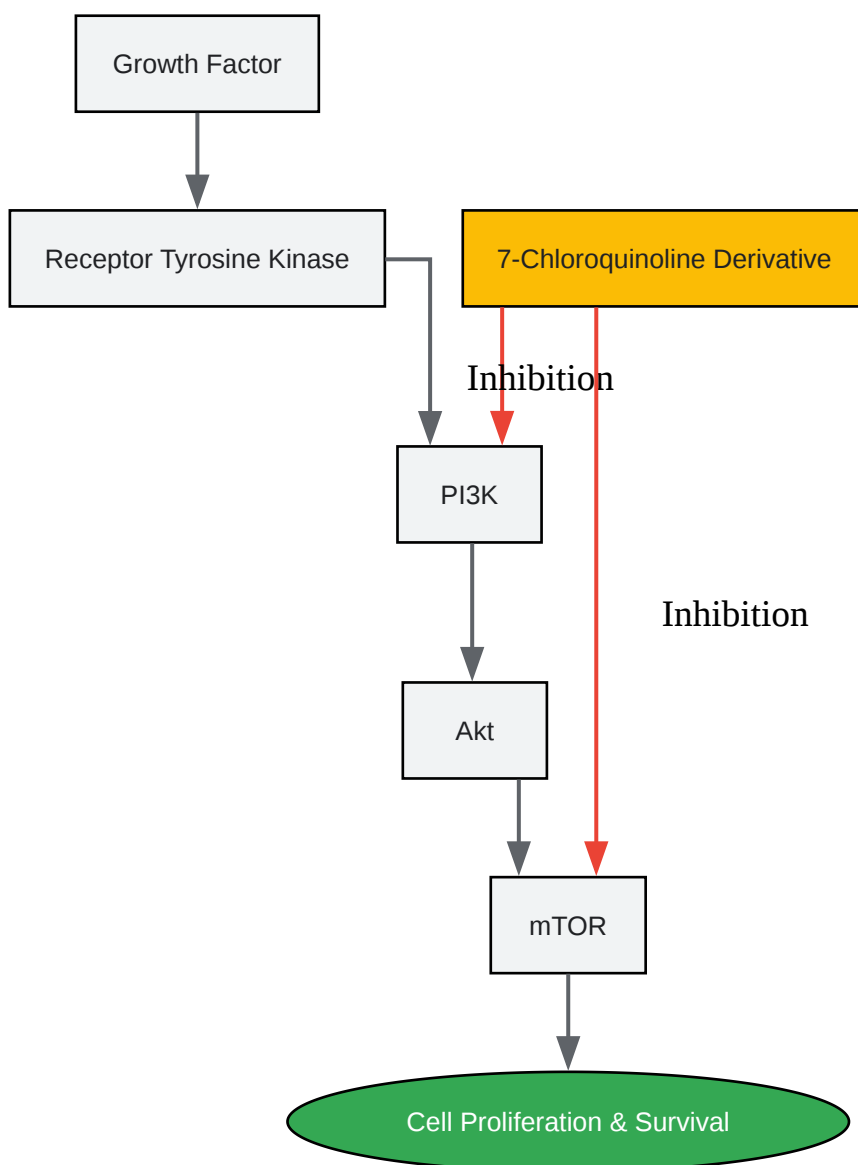 Growth Factor
Receptor Tyrosine Kinase
7-Chloroquinoline Derivative
Inhibition
PI3K
Inhibition
Akt
mTOR
Cell Proliferation & Survival